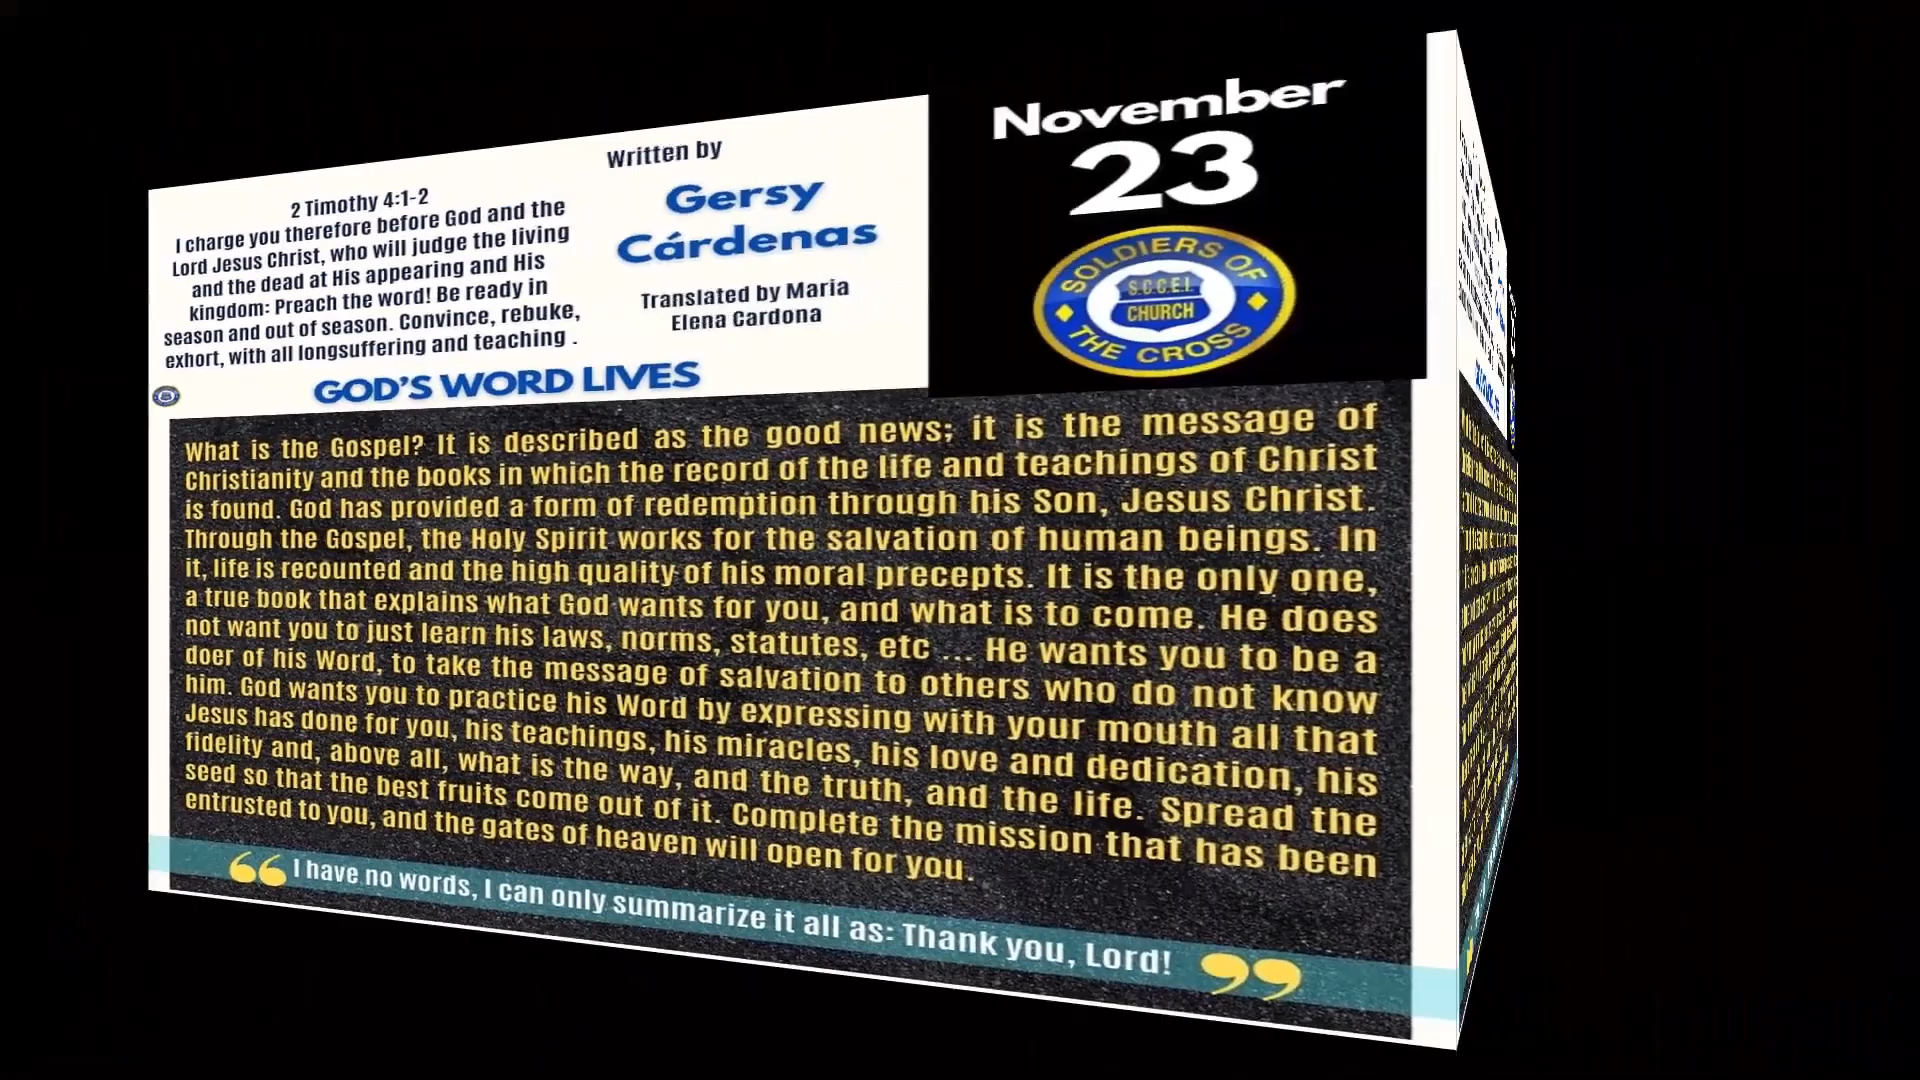 2 Timothy 4:1-2
I charge you therefore before God and the
Lord Jesus Christ, who will judge the living
and the dead at His appearing and His
kingdom: Preach the word! Be ready in
season and out of season. Convince, rebuke,
exhort, with all longsuffering and teaching .
Written by
Gersy
Cárdenas
Translated by Maria
Elena Cardona
GOD'S WORD LIVES
November
23
SOLDIERS OF
S.C.C.E.I.
CHURCH
THE CROSS
What is the Gospel? It is described as the good news; it is the message of
Christianity and the books in which the record of the life and teachings of Christ
is found. God has provided a form of redemption through his Son, Jesus Christ.
Through the Gospel, the Holy Spirit works for the salvation of human beings. In
it, life is recounted and the high quality of his moral precepts. It is the only one,
a true book that explains what God wants for you, and what is to come. He does
not want you to just learn his laws, norms, statutes, etc ... He wants you to be a
doer of his Word, to take the message of salvation to others who do not know
him. God wants you to practice his Word by expressing with your mouth all that
Jesus has done for you, his teachings, his miracles, his love and dedication, his
fidelity and, above all, what is the way, and the truth, and the life. Spread the
seed so that the best fruits come out of it. Complete the mission that has been
entrusted to you, and the gates of heaven will open for you.
“I have no words, I can only summarize it all as: Thank you, Lord!”